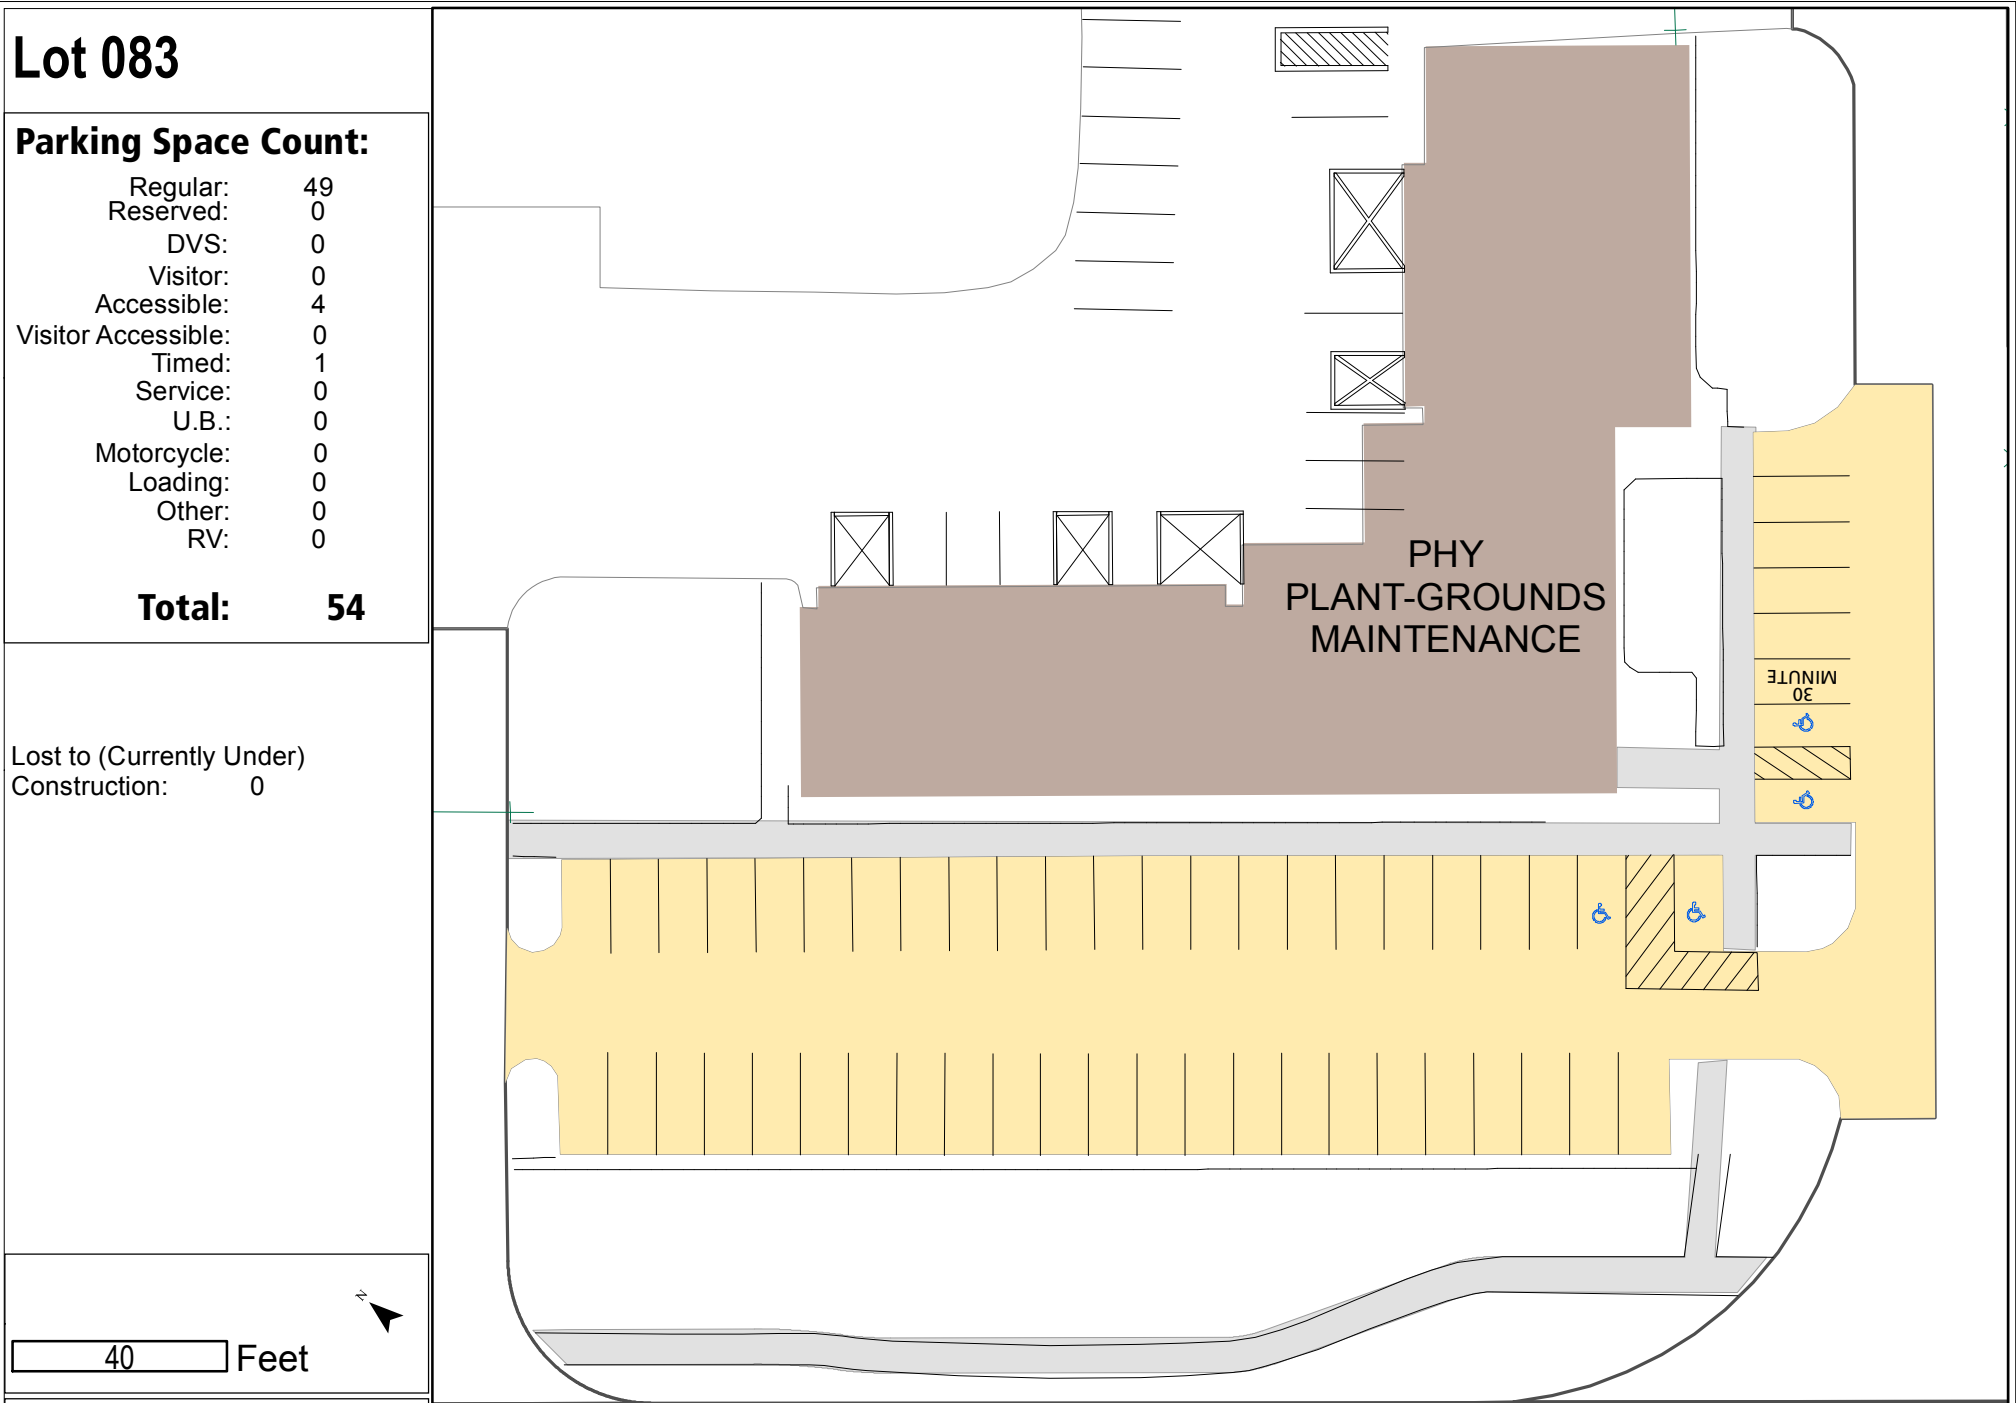 Lot 083
Parking Space Count:
Regular: 49
Reserved: 0
DVS: 0
Visitor: 0
Accessible: 4
Visitor Accessible: 0
Timed: 1
Service: 0
U.B.: 0
Motorcycle: 0
Loading: 0
Other: 0
RV: 0
Total: 54
Lost to (Currently Under)
Construction: 0
N
40 Feet
PHY
PLANT-GROUNDS
MAINTENANCE
30
MINUTE